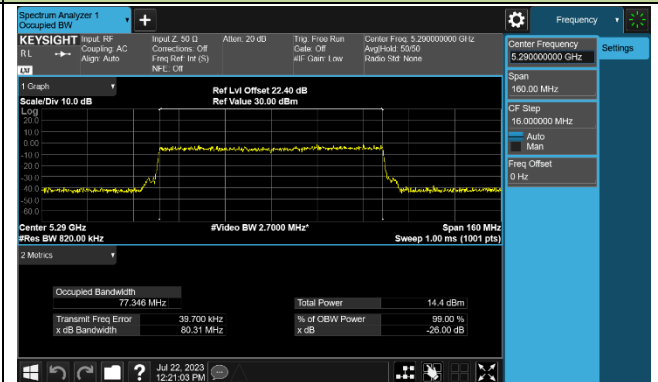 Spectrum Analyzer 1
Occupied BW
+
Frequency
KEYSIGHT
RL
LXI
Input: RF
Coupling: AC
Align: Auto
Input Z: 50 Ω
Corrections: Off
Freq Ref: Int (S)
NFE: Off
Atten: 20 dB
Trig: Free Run
Gate: Off
#IF Gain: Low
Center Freq: 5.290000000 GHz
Avg|Hold: 50/50
Radio Std: None
Center Frequency
5.290000000 GHz
Settings
Span
160.00 MHz
CF Step
16.000000 MHz
Auto
Man
Freq Offset
0 Hz
1 Graph
Scale/Div 10.0 dB
Ref Lvl Offset 22.40 dB
Ref Value 30.00 dBm
Log
20.0
10.0
0.00
-10.0
-20.0
-30.0
-40.0
-50.0
-60.0
Center 5.29 GHz
#Res BW 820.00 kHz
#Video BW 2.7000 MHz*
Span 160 MHz
Sweep 1.00 ms (1001 pts)
2 Metrics
Occupied Bandwidth
77.346 MHz
Total Power 14.4 dBm
Transmit Freq Error 39.700 kHz
% of OBW Power 99.00 %
x dB Bandwidth 80.31 MHz
x dB -26.00 dB
?
Jul 22, 2023
12:21:03 PM